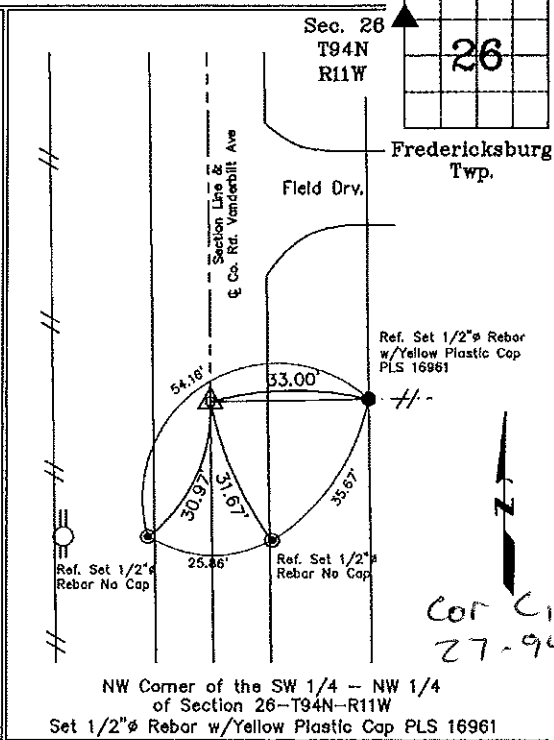 Sec. 26
T94N
R11W
26
Fredericksburg
Twp.
Section Line &
℄ Co. Rd. Vanderbilt Ave
Field Drv.
Ref. Set 1/2"ø Rebar
w/Yellow Plastic Cap
PLS 16961
54.16'
33.00'
30.97'
31.67'
35.67'
25.86'
Ref. Set 1/2"ø
Rebar No Cap
Ref. Set 1/2"ø
Rebar No Cap
N
Cor
27-94
NW Corner of the SW 1/4 - NW 1/4
of Section 26-T94N-R11W
Set 1/2"ø Rebar w/Yellow Plastic Cap PLS 16961